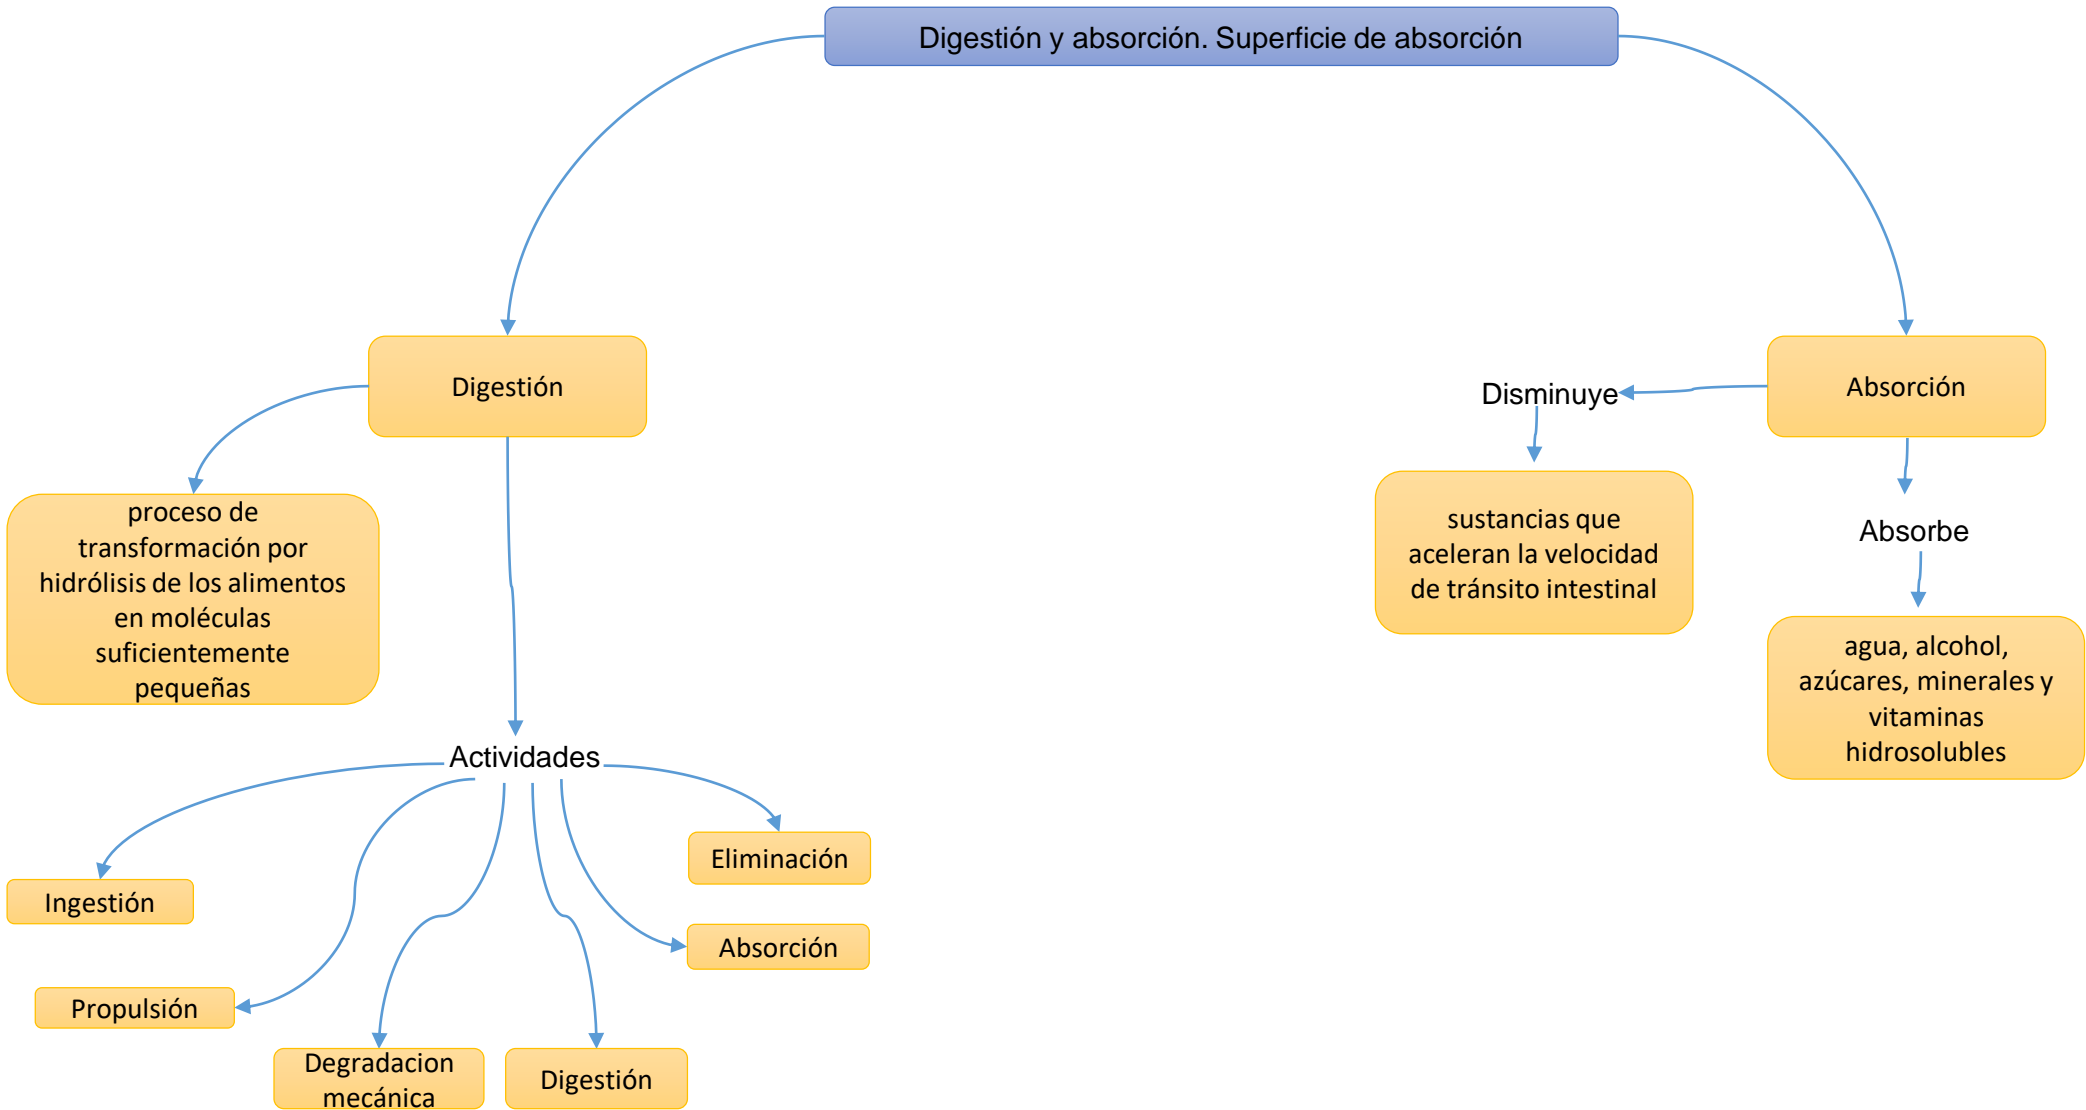 Digestión y absorción. Superficie de absorción
Digestión
proceso de
transformación por
hidrólisis de los alimentos
en moléculas
suficientemente
pequeñas
Actividades
Ingestión
Propulsión
Degradacion
mecánica
Digestión
Absorción
Eliminación
Absorción
Disminuye
sustancias que
aceleran la velocidad
de tránsito intestinal
Absorbe
agua, alcohol,
azúcares, minerales y
vitaminas
hidrosolubles